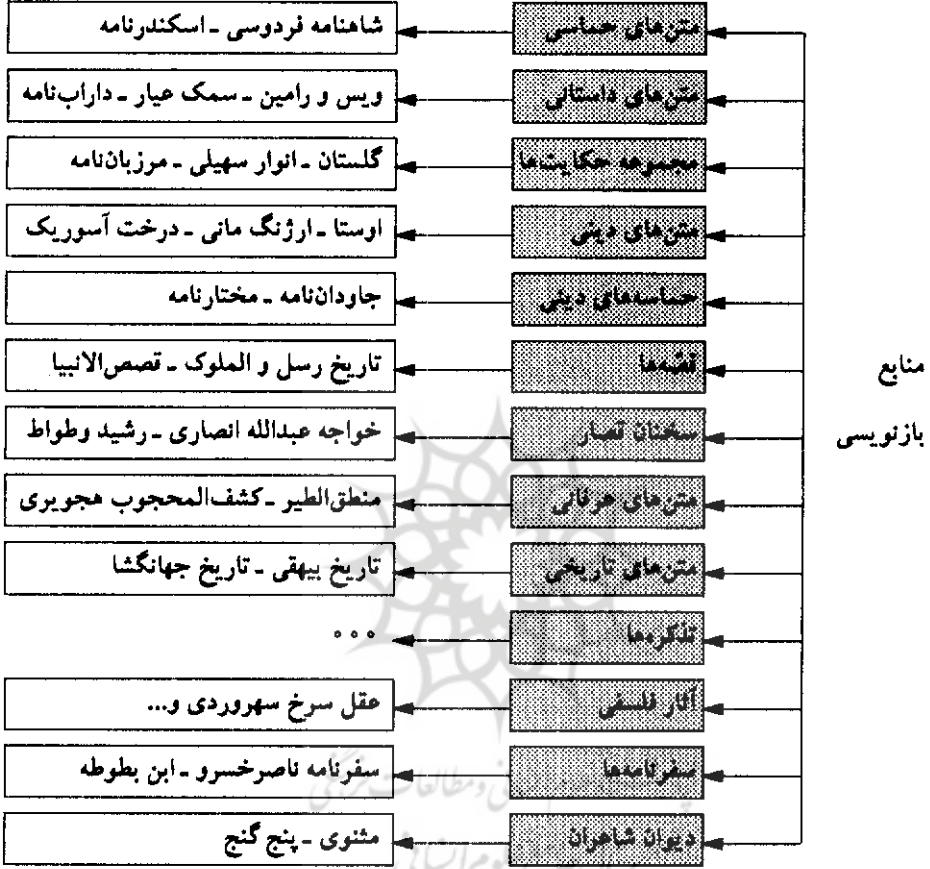 منابع
بازنویسی
متن‌های حماسی
شاهنامه فردوسی ـ اسکندرنامه
متن‌های داستانی
ویس و رامین ـ سمک عیار ـ داراب‌نامه
مجموعه حکایت‌ها
گلستان ـ انوار سهیلی ـ مرزبان‌نامه
متن‌های دینی
اوستا ـ ارژنگ مانی ـ درخت آسوریک
حماسه‌های دینی
جاودان‌نامه ـ مختارنامه
قصّه‌ها
تاریخ رسل و الملوک ـ قصص‌الانبیا
سخنان قصار
خواجه عبدالله انصاری ـ رشید وطواط
متن‌های عرفانی
منطق‌الطیر ـ کشف‌المحجوب هجویری
متن‌های تاریخی
تاریخ بیهقی ـ تاریخ جهانگشا
تذکره‌ها
۰۰۰
آثار فلسفی
عقل سرخ سهروردی و...
سفرنامه‌ها
سفرنامه ناصرخسرو ـ ابن بطوطه
دیوان شاعران
مثنوی ـ پنج گنج